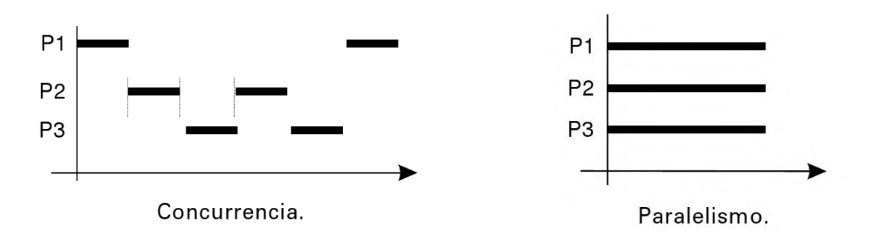 P1
P2
P3
Concurrencia.
P1
P2
P3
Paralelismo.